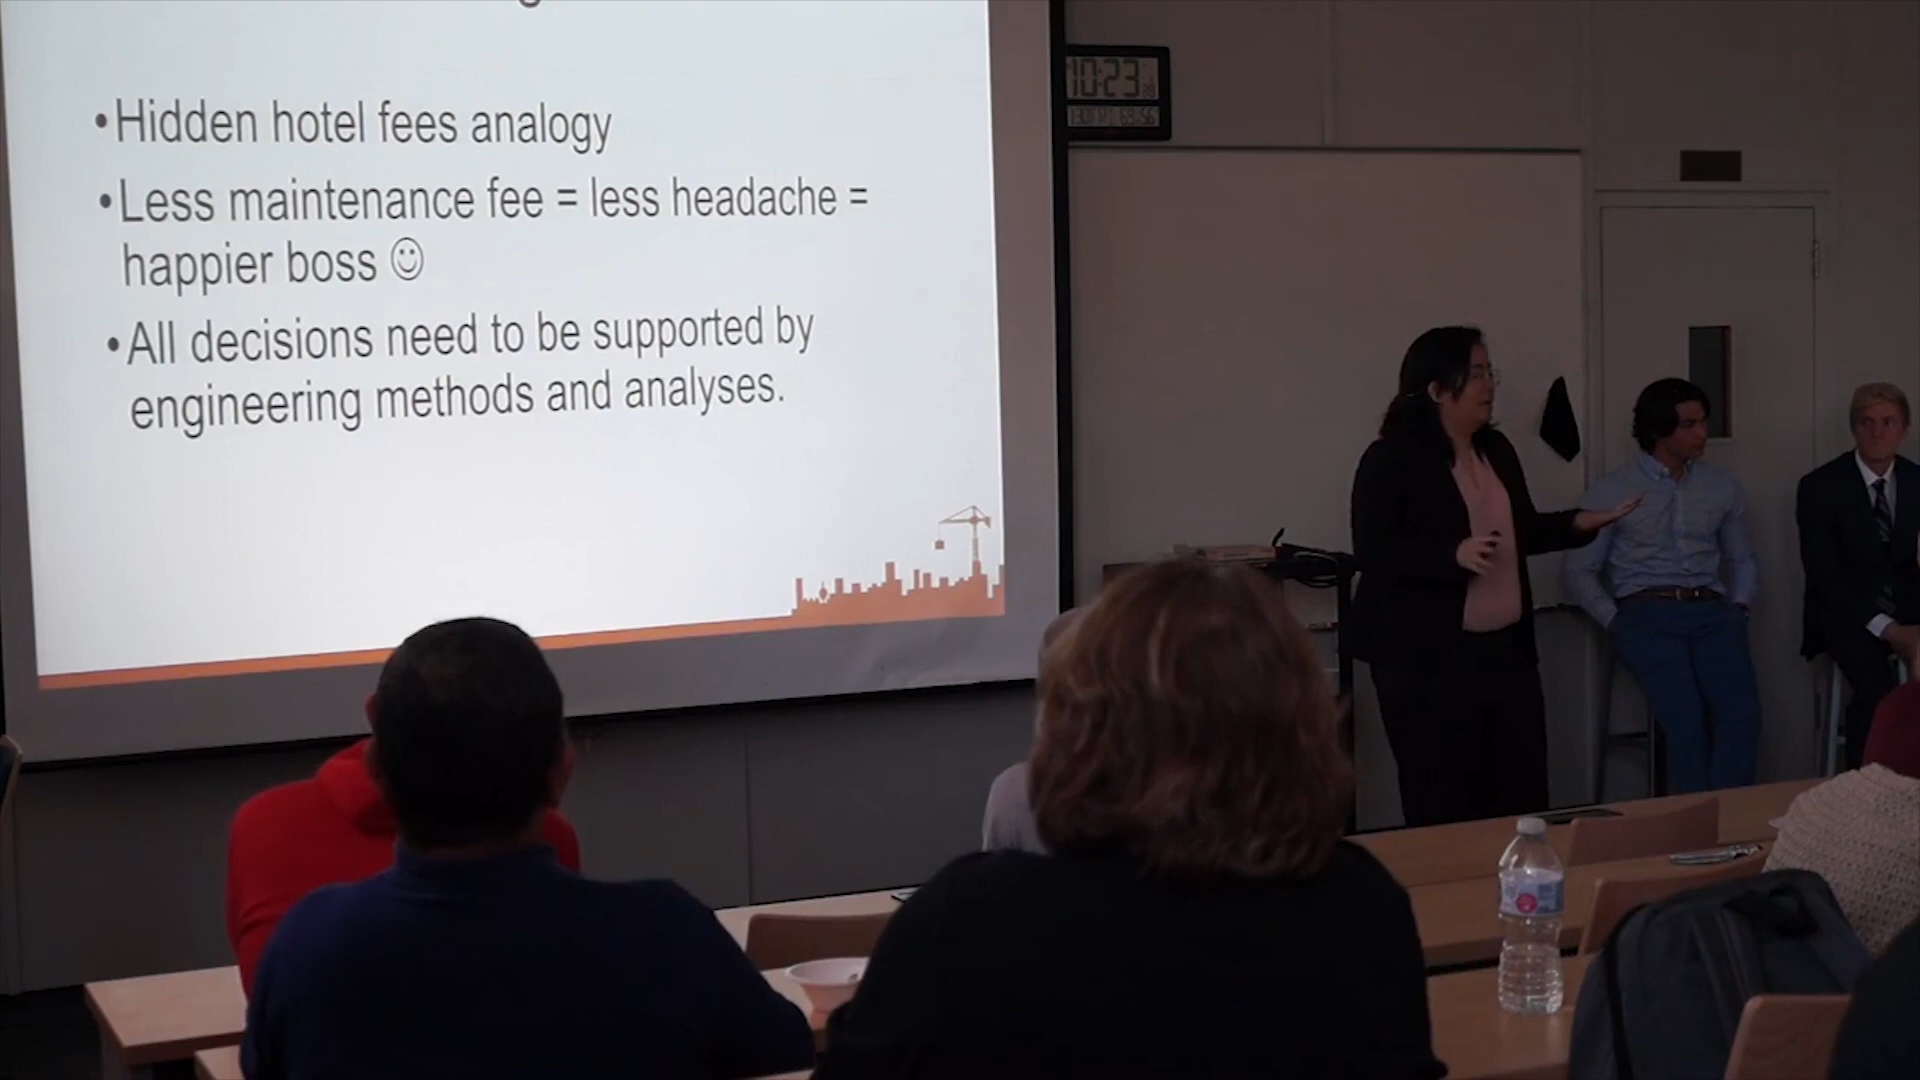 •Hidden hotel fees analogy
•Less maintenance fee = less headache =
happier boss ☺
•All decisions need to be supported by
engineering methods and analyses.
10:23